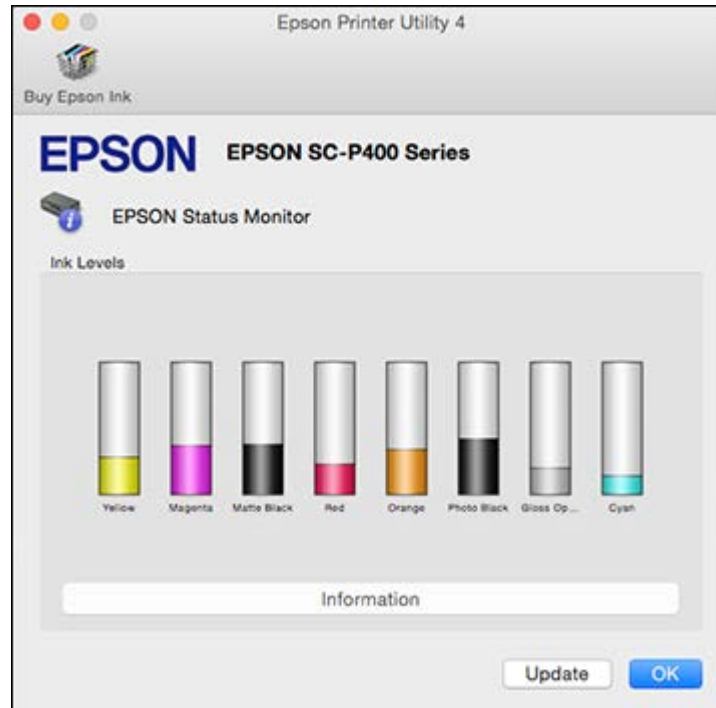 Epson Printer Utility 4
Buy Epson Ink
EPSON EPSON SC-P400 Series
EPSON Status Monitor
Ink Levels
Yellow Magenta Matte Black Red Orange Photo Black Gloss Op... Cyan
Information
Update OK